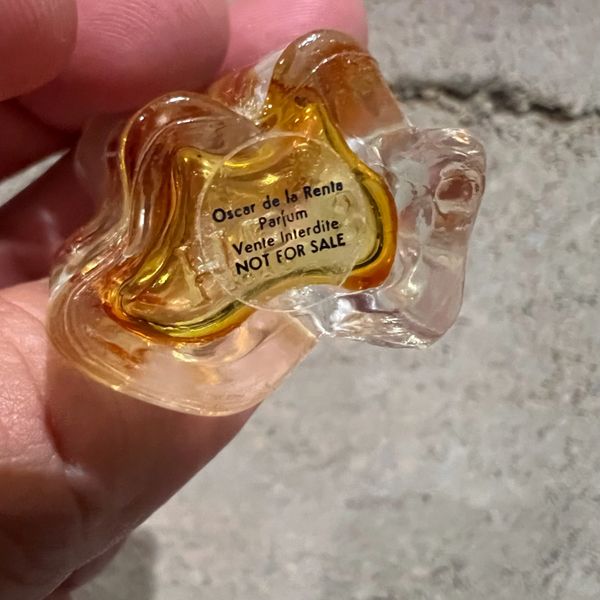 Oscar de la Renta
Parfum
Vente Interdite
NOT FOR SALE